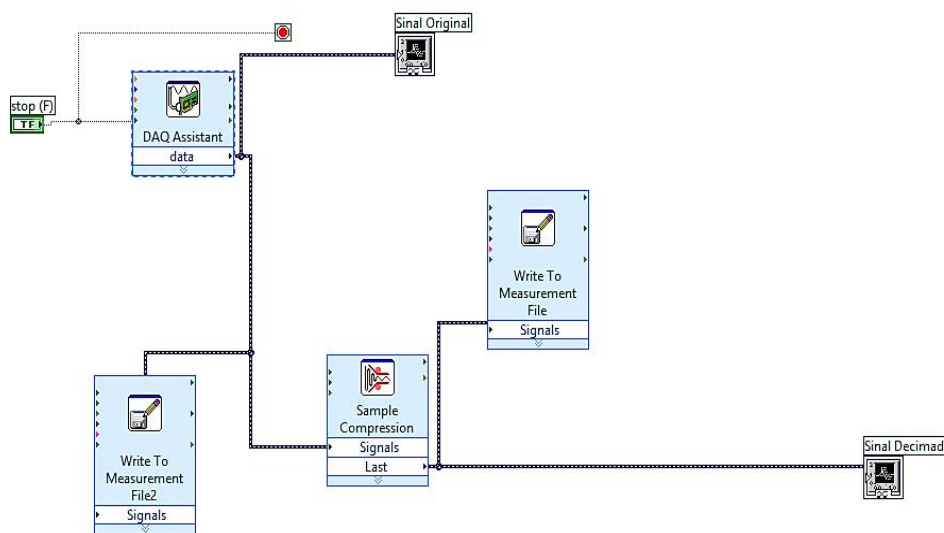 Sinal Original
stop (F)
TF
DAQ Assistant
data
Write To
Measurement
File
Signals
Sample
Compression
Signals
Last
Sinal Decimad
Write To
Measurement
File2
Signals